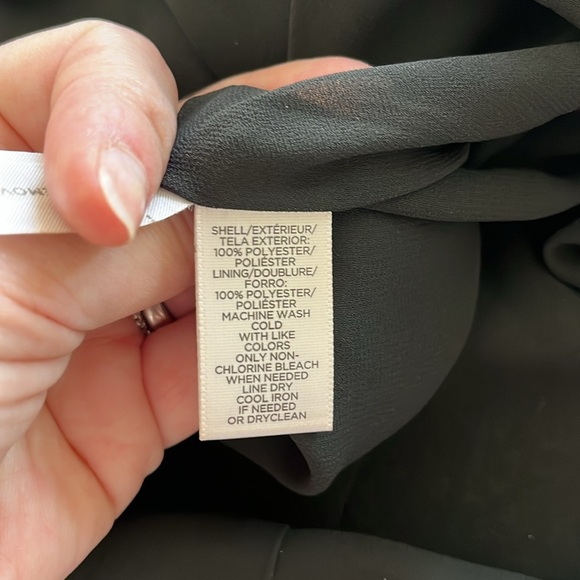 SHELL/EXTÉRIEUR/
TELA EXTERIOR:
100% POLYESTER/
POLIÉSTER
LINING/DOUBLURE/
FORRO:
100% POLYESTER/
POLIÉSTER
MACHINE WASH
COLD
WITH LIKE
COLORS
ONLY NON-
CHLORINE BLEACH
WHEN NEEDED
LINE DRY
COOL IRON
IF NEEDED
OR DRYCLEAN